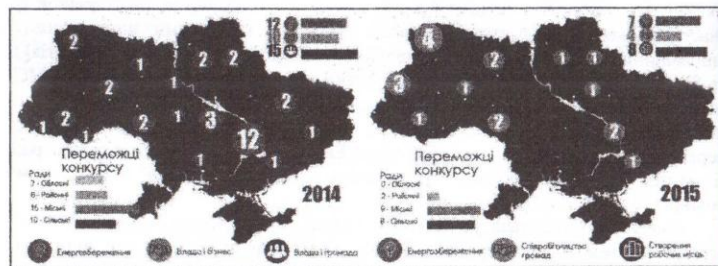 12
10
15
2
2
2
1
1
2
2
1
3
2
2
1
1
12
1
1
1
Переможці
конкурсу
Ради
2 - Обласні
8 - Районні
15 - Міські
10 - Сільські
2014
Енергозбереження
Влада і бізнес
Влада і громада
7
4
8
4
2
1
1
3
1
1
1
2
2
1
Переможці
конкурсу
Ради
0 - Обласні
2 - Районні
9 - Міські
8 - Сільські
2015
Енергозбереження
Співробітництво
громад
Створення
робочих місць